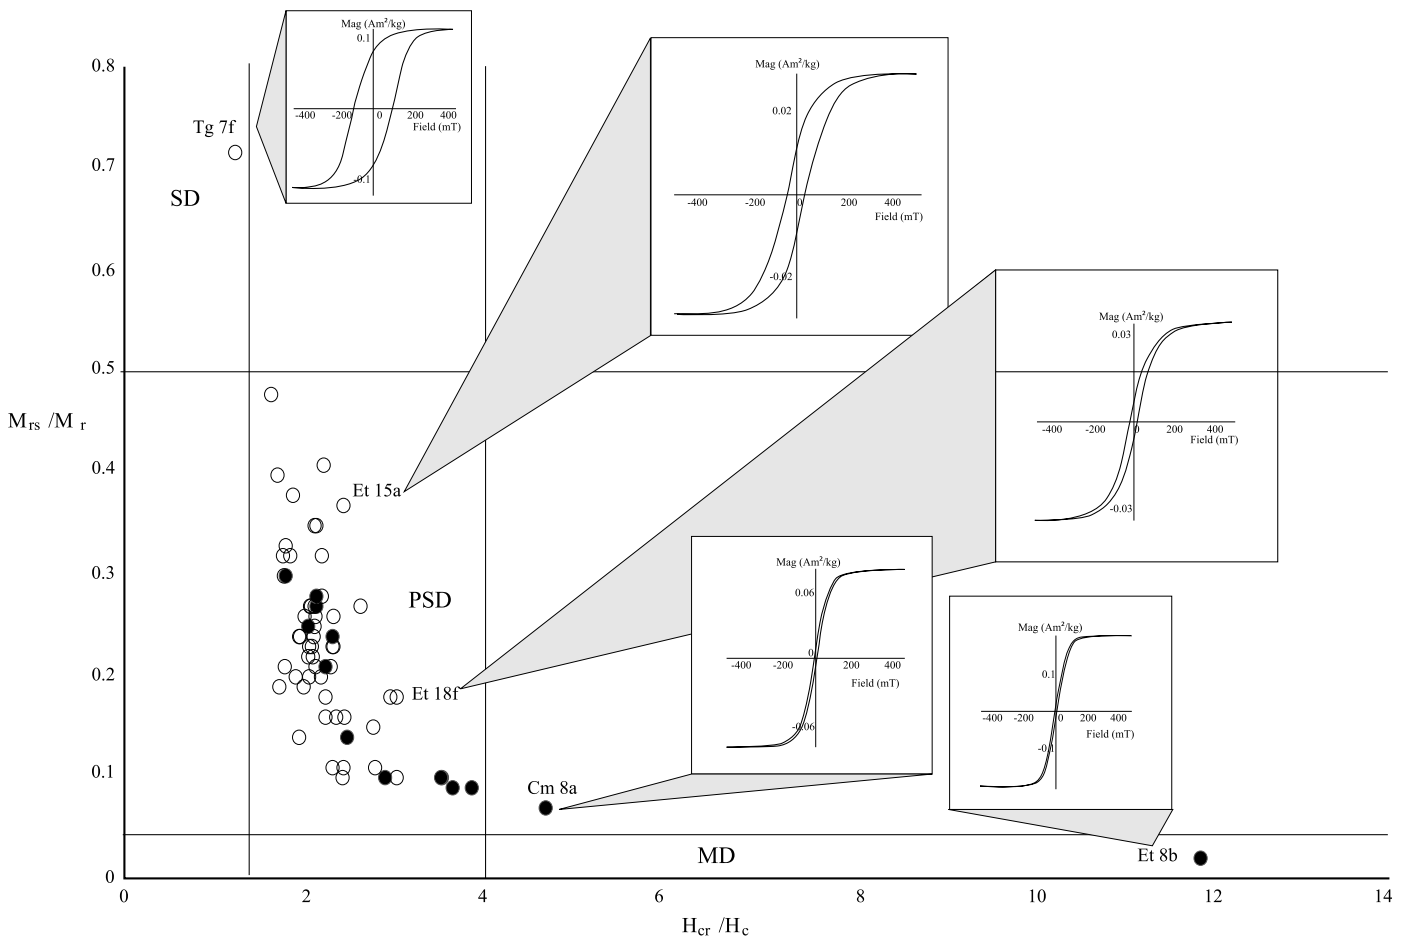 Mag (Am²/kg)
0.1
-400 -200 0 200 400
Field (mT)
-0.1
Mag (Am²/kg)
0.02
-400 -200 0 200 400
Field (mT)
-0.02
Mag (Am²/kg)
0.03
-400 -200 0 200 400
Field (mT)
-0.03
Mag (Am²/kg)
0.06
0
-400 -200 200 400
Field (mT)
-0.06
Mag (Am²/kg)
0.1
-400 -200 0 200 400
Field (mT)
-0.1
0.8
Tg 7f
0.7
SD
0.6
0.5
Mrs /Mr
0.4
Et 15a
0.3
PSD
0.2
Et 18f
0.1
Cm 8a
MD
Et 8b
0
0 2 4 6 8 10 12 14
Hcr /Hc